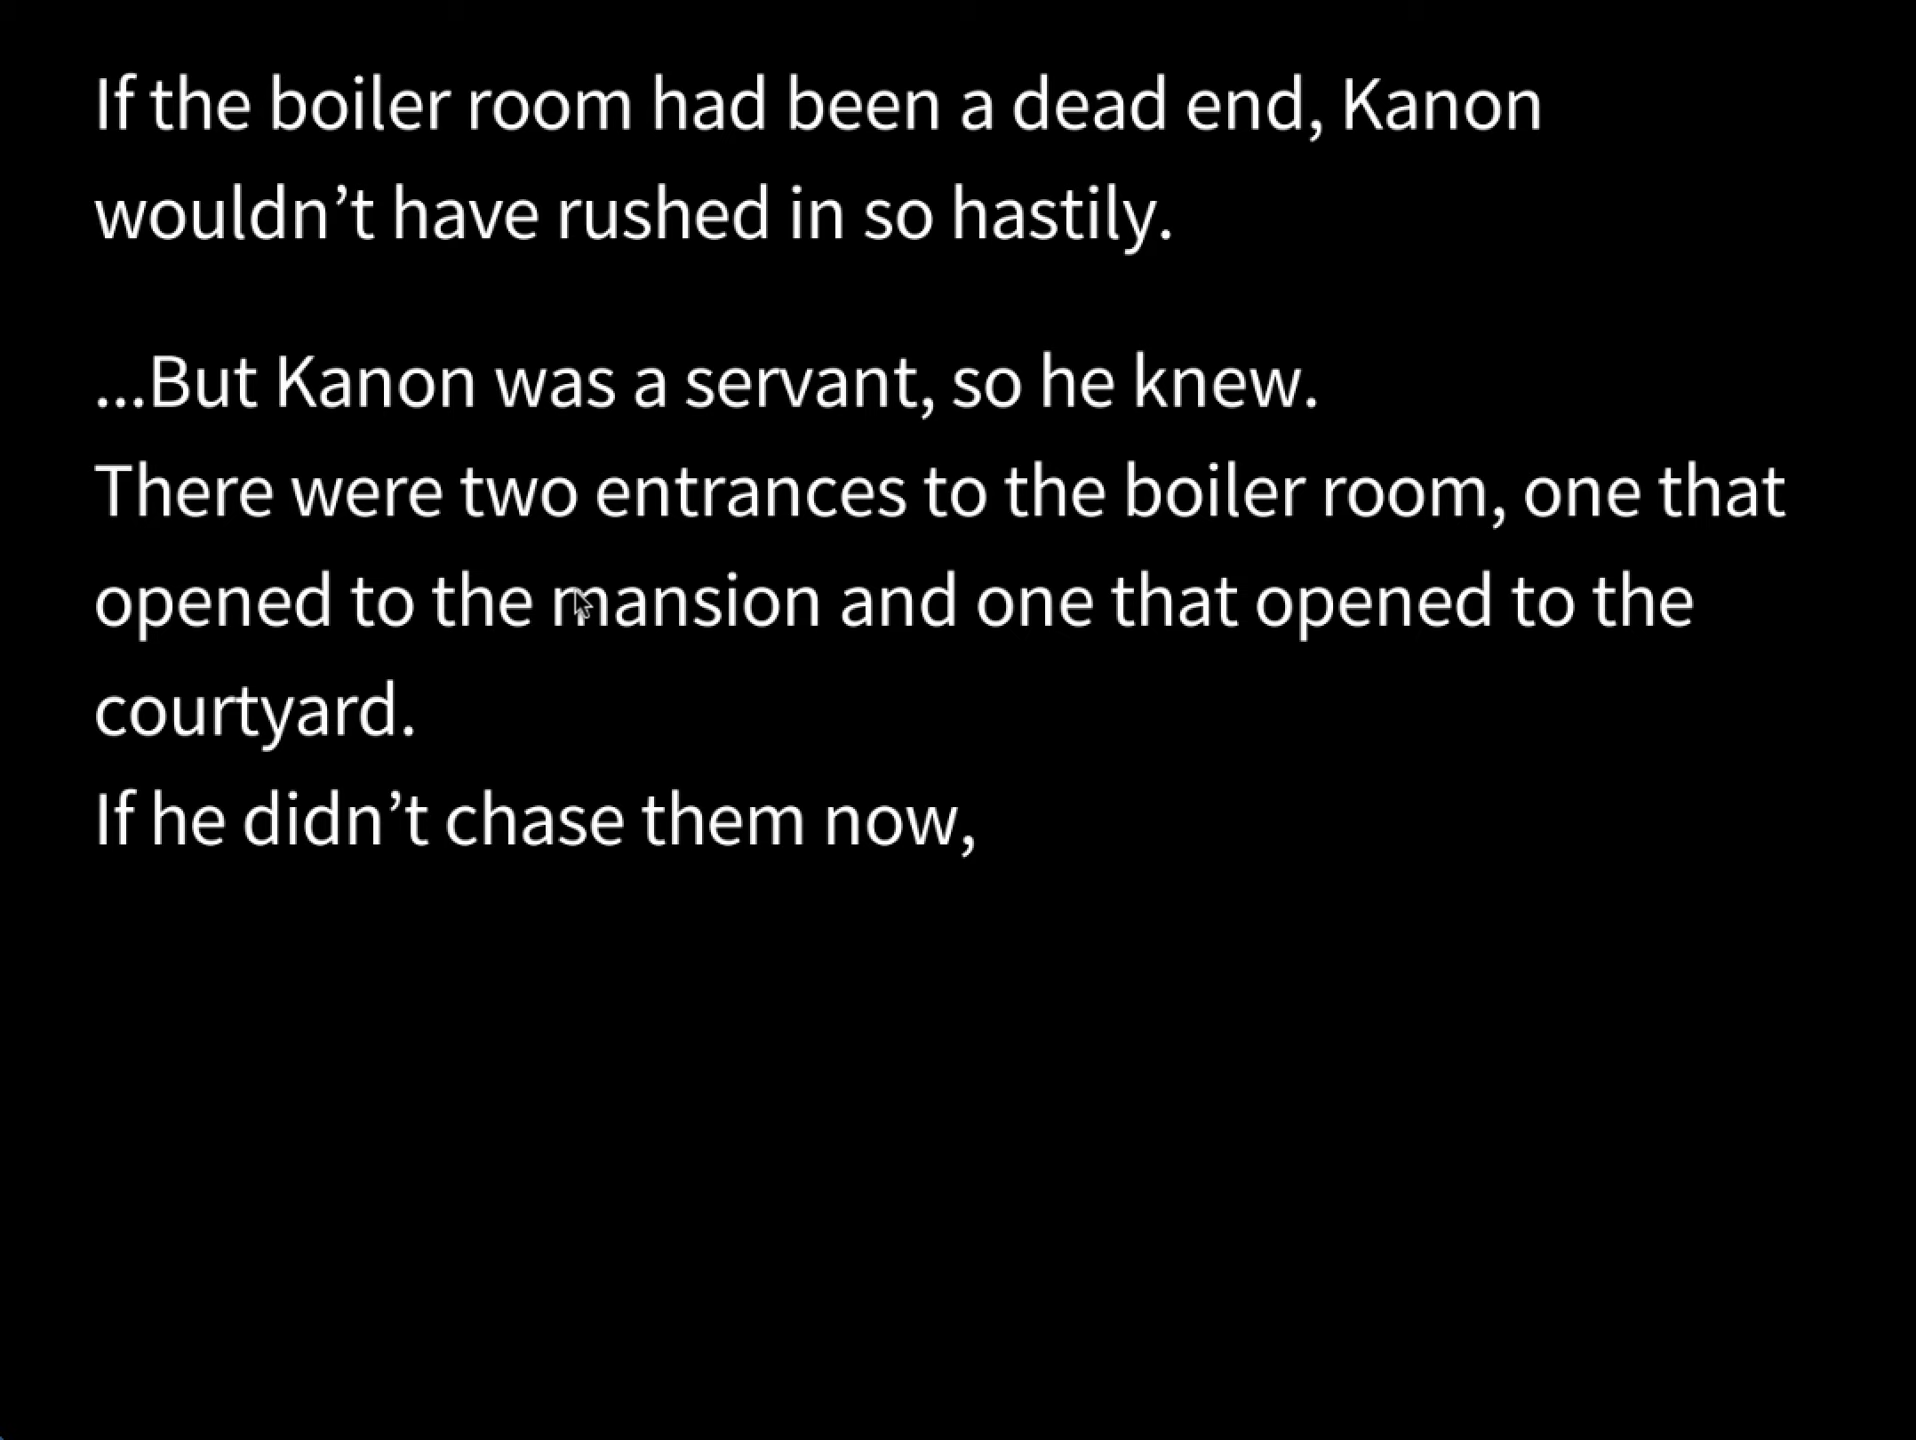 If the boiler room had been a dead end, Kanon
wouldn’t have rushed in so hastily.
...But Kanon was a servant, so he knew.
There were two entrances to the boiler room, one that
opened to the mansion and one that opened to the
courtyard.
If he didn’t chase them now,